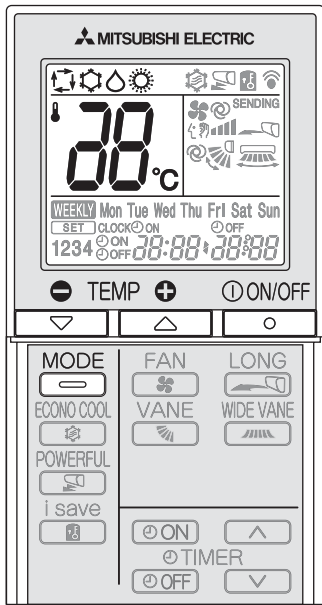 MITSUBISHI ELECTRIC
SENDING
88°C
WEEKLY Mon Tue Wed Thu Fri Sat Sun
SET CLOCK ON OFF
1234 ON OFF 88:88 88:88
TEMP ON/OFF
MODE FAN LONG
ECONO COOL VANE WIDE VANE
POWERFUL
i save
ON
TIMER
OFF